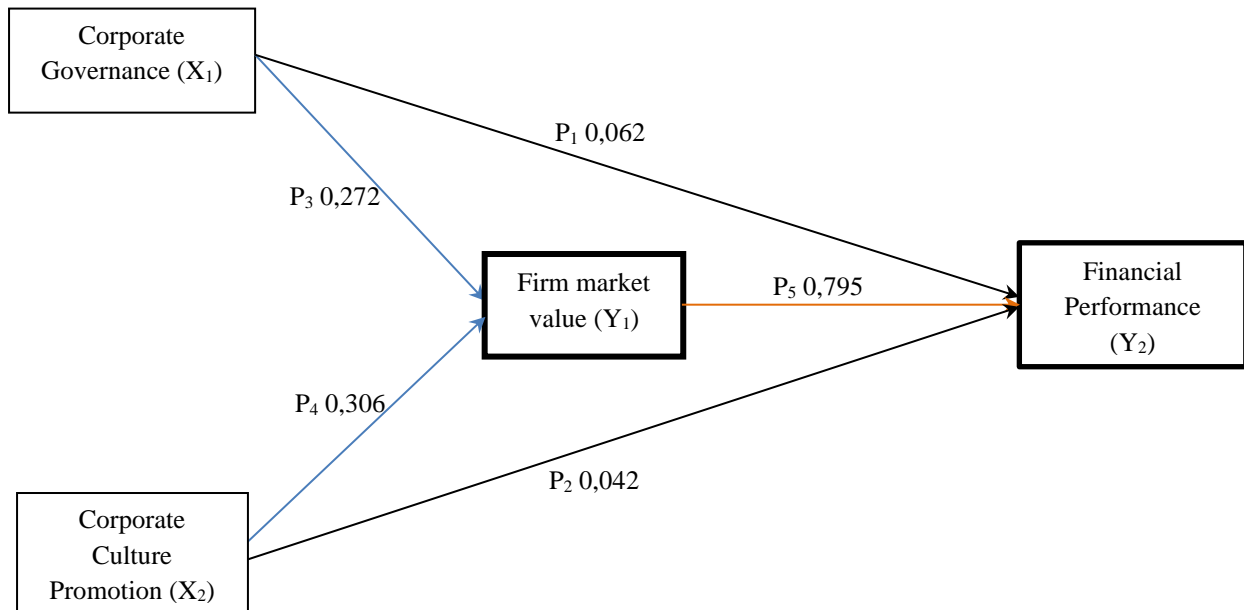 Corporate
Governance (X₁)
P₁ 0,062
P₃ 0,272
Firm market
value (Y₁)
P₅ 0,795
Financial
Performance
(Y₂)
P₄ 0,306
P₂ 0,042
Corporate
Culture
Promotion (X₂)